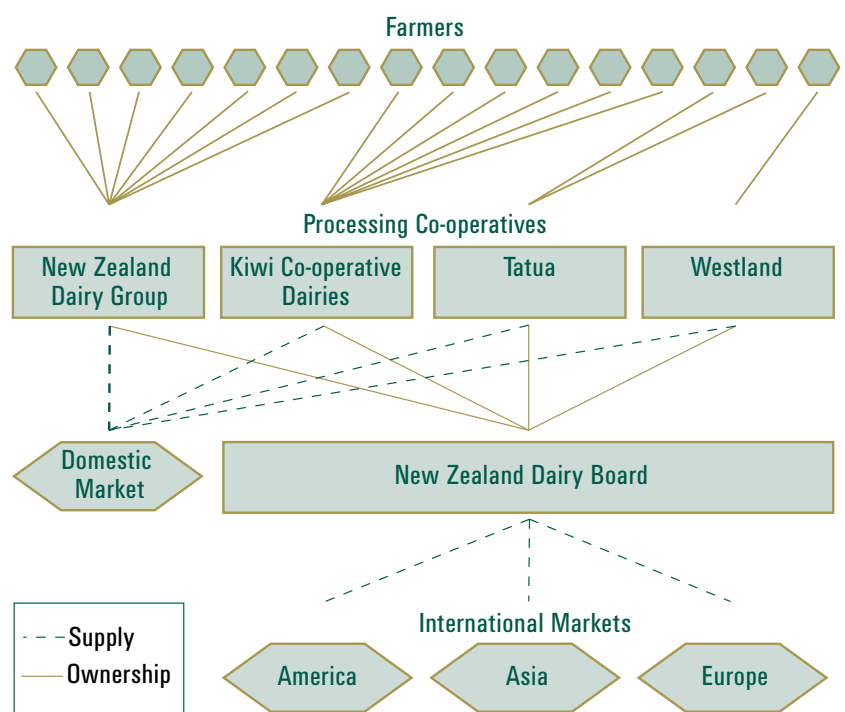 Farmers
Processing Co-operatives
New Zealand
Dairy Group
Kiwi Co-operative
Dairies
Tatua
Westland
Domestic
Market
New Zealand Dairy Board
Supply
Ownership
International Markets
America
Asia
Europe